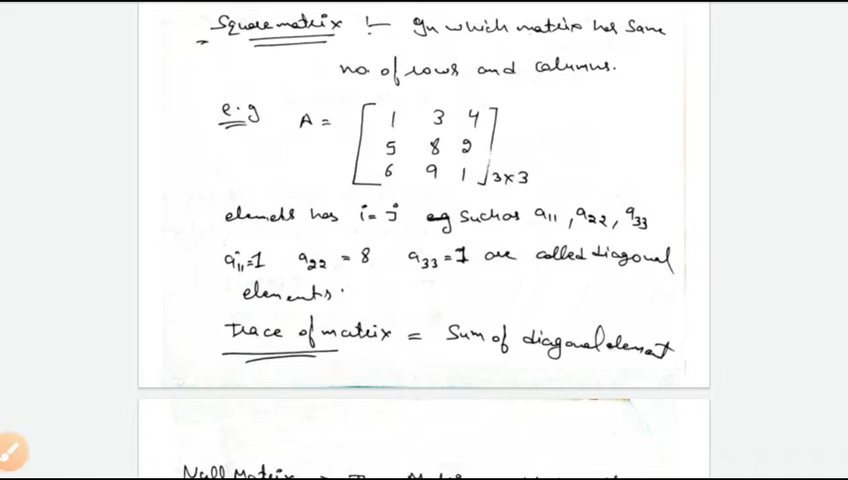 Square matrix :- In which matrix has same
no. of rows and columns.
e.g A = [ 1 3 4
5 8 2
6 9 1 ] 3×3
elements has i = j eg such as a11, a22, a33
a11=1 a22 = 8 a33=1 are called diagonal
elements.
Trace of matrix = Sum of diagonal element
Null Matrix